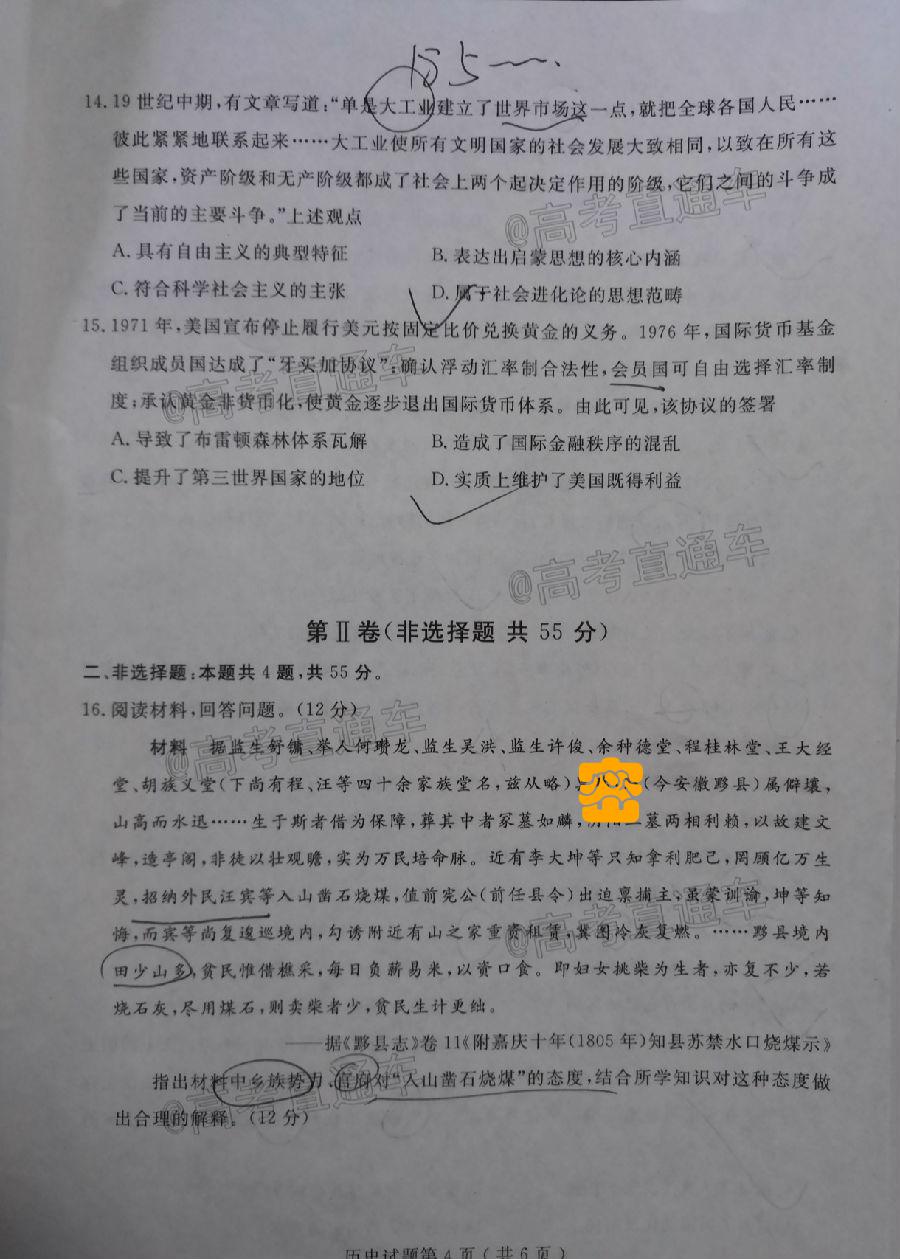 14.19世纪中期,有文章写道:“单是大工业建立了世界市场这一点,就把全球各国人民……
彼此紧紧地联系起来……大工业使所有文明国家的社会发展大致相同,以致在所有这
些国家,资产阶级和无产阶级都成了社会上两个起决定作用的阶级,它们之间的斗争成
了当前的主要斗争。”上述观点
A.具有自由主义的典型特征 B.表达出启蒙思想的核心内涵
C.符合科学社会主义的主张 D.属于社会进化论的思想范畴
15.1971年,美国宣布停止履行美元按固定比价兑换黄金的义务。1976年,国际货币基金
组织成员国达成了“牙买加协议”:确认浮动汇率制合法性,会员国可自由选择汇率制
度;承认黄金非货币化,使黄金逐步退出国际货币体系。由此可见,该协议的签署
A.导致了布雷顿森林体系瓦解 B.造成了国际金融秩序的混乱
C.提升了第三世界国家的地位 D.实质上维护了美国既得利益
@高考直通车
第Ⅱ卷(非选择题 共55分)
二、非选择题:本题共4题,共55分。
16.阅读材料,回答问题。(12分)
材料 据监生舒镛、举人何瓒龙、监生吴洪、监生许俊、余种德堂、程桂林堂、王大经
堂、胡族义堂(下尚有程、汪等四十余家族堂名,兹从略):(今安徽黟县)属僻壤,
山高而水迅……生于斯者借为保障,葬其中者冢墓如麟,两相利赖,以故建文
峰,造亭阁,非徒以壮观瞻,实为万民培命脉。近有李大坤等只知拿利肥己,罔顾亿万生
灵,招纳外民汪宾等入山凿石烧煤,值前宪公(前任县令)出迫禀捕主,虽蒙训谕,坤等知
悔,而宾等尚复逡巡境内,勾诱附近有山之家重资租赁,冀图冷灰复燃。……黟县境内
田少山多,贫民惟借樵采,每日负薪易米,以资口食。即妇女挑柴为生者,亦复不少,若
烧石灰,尽用煤石,则卖柴者少,贫民生计更绌。
——据《黟县志》卷11《附嘉庆十年(1805年)知县苏禁水口烧煤示》
指出材料中乡族势力、官府对“入山凿石烧煤”的态度,结合所学知识对这种态度做
出合理的解释。(12分)
历史试题第4页(共6页)